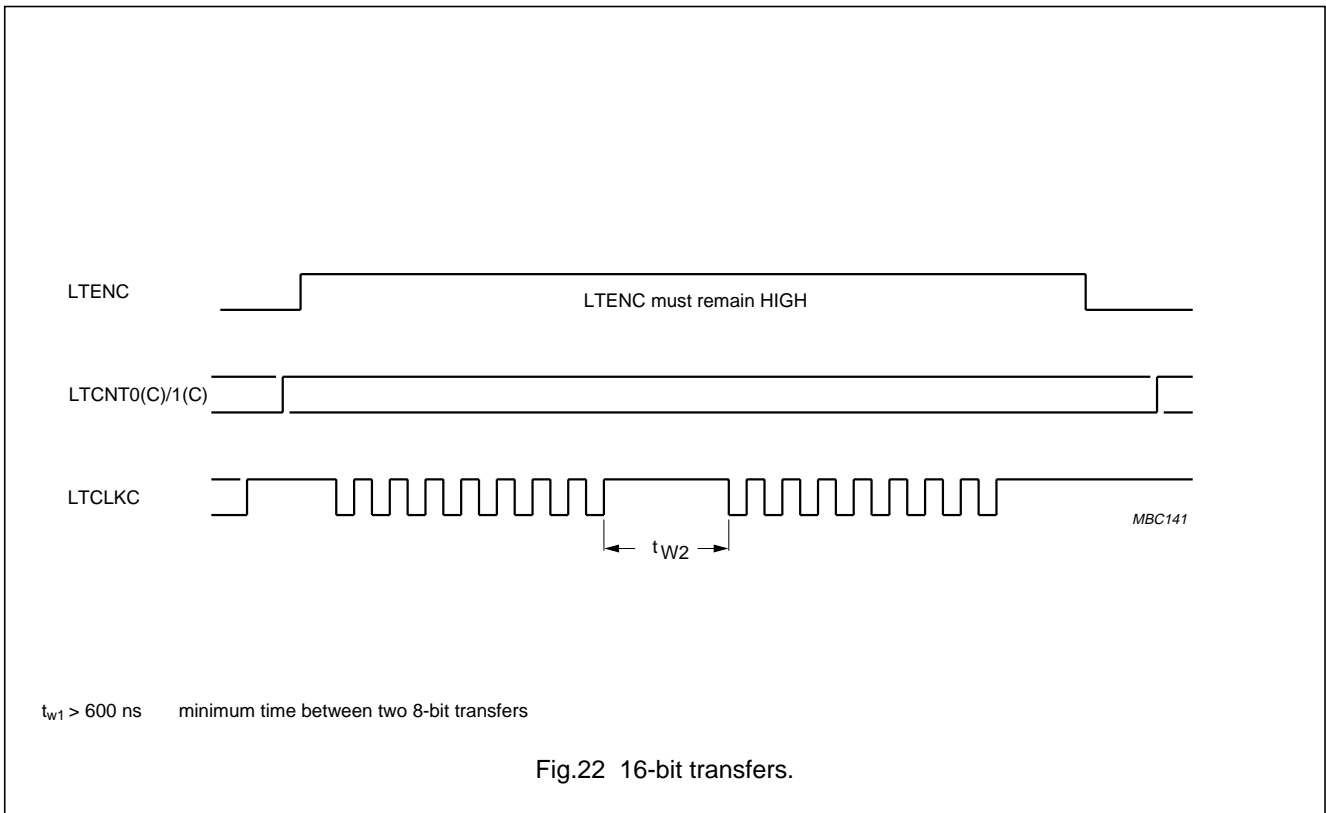 LTENC
LTENC must remain HIGH
LTCNT0(C)/1(C)
LTCLKC
MBC141
tW2
tw1 > 600 ns minimum time between two 8-bit transfers
Fig.22 16-bit transfers.